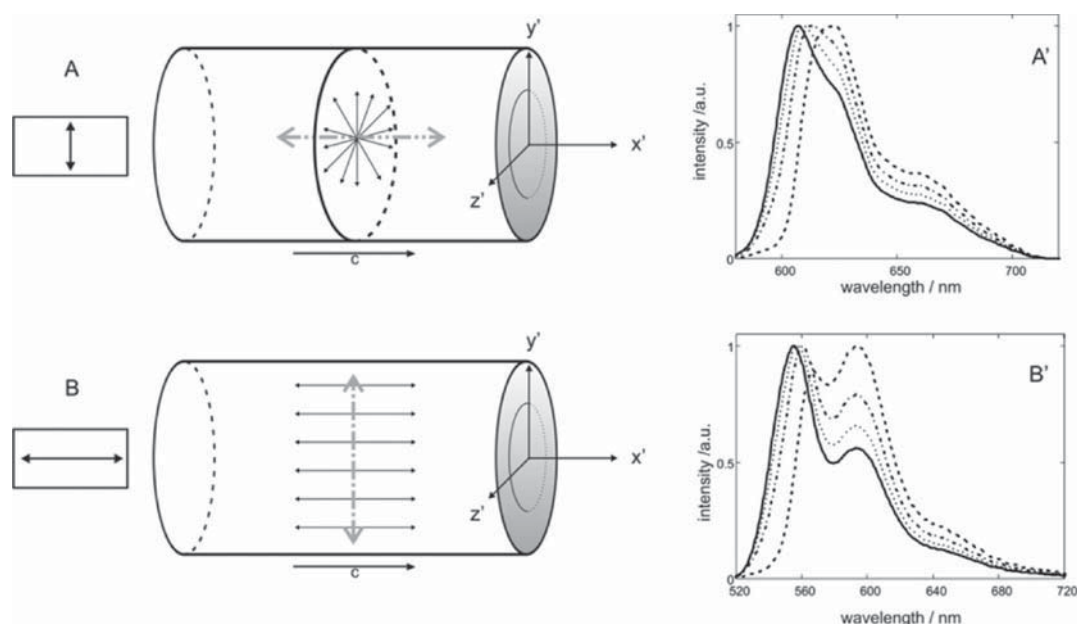 A
y'
x'
z'
c
A'
intensity /a.u.
1
0.5
0
600
650
700
wavelength / nm
B
y'
x'
z'
c
B'
intensity /a.u.
1
0.5
0
520
560
600
640
680
720
wavelength / nm